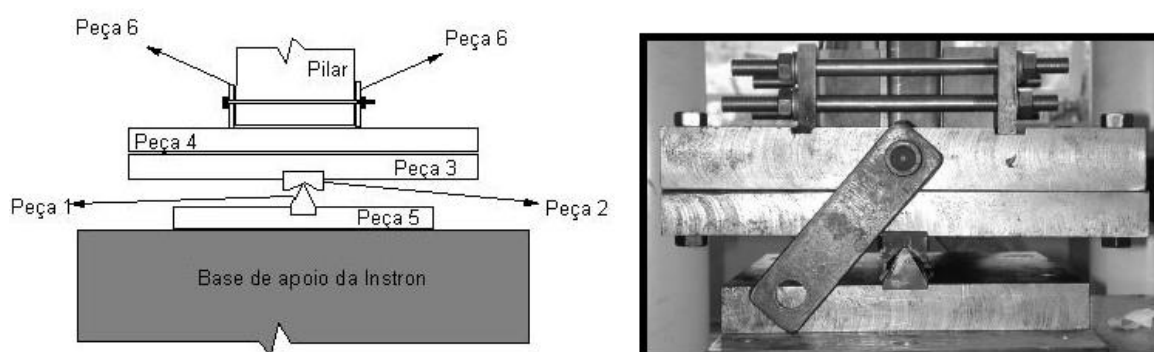 Peça 6
Peça 6
Pilar
Peça 4
Peça 3
Peça 1
Peça 2
Peça 5
Base de apoio da Instron